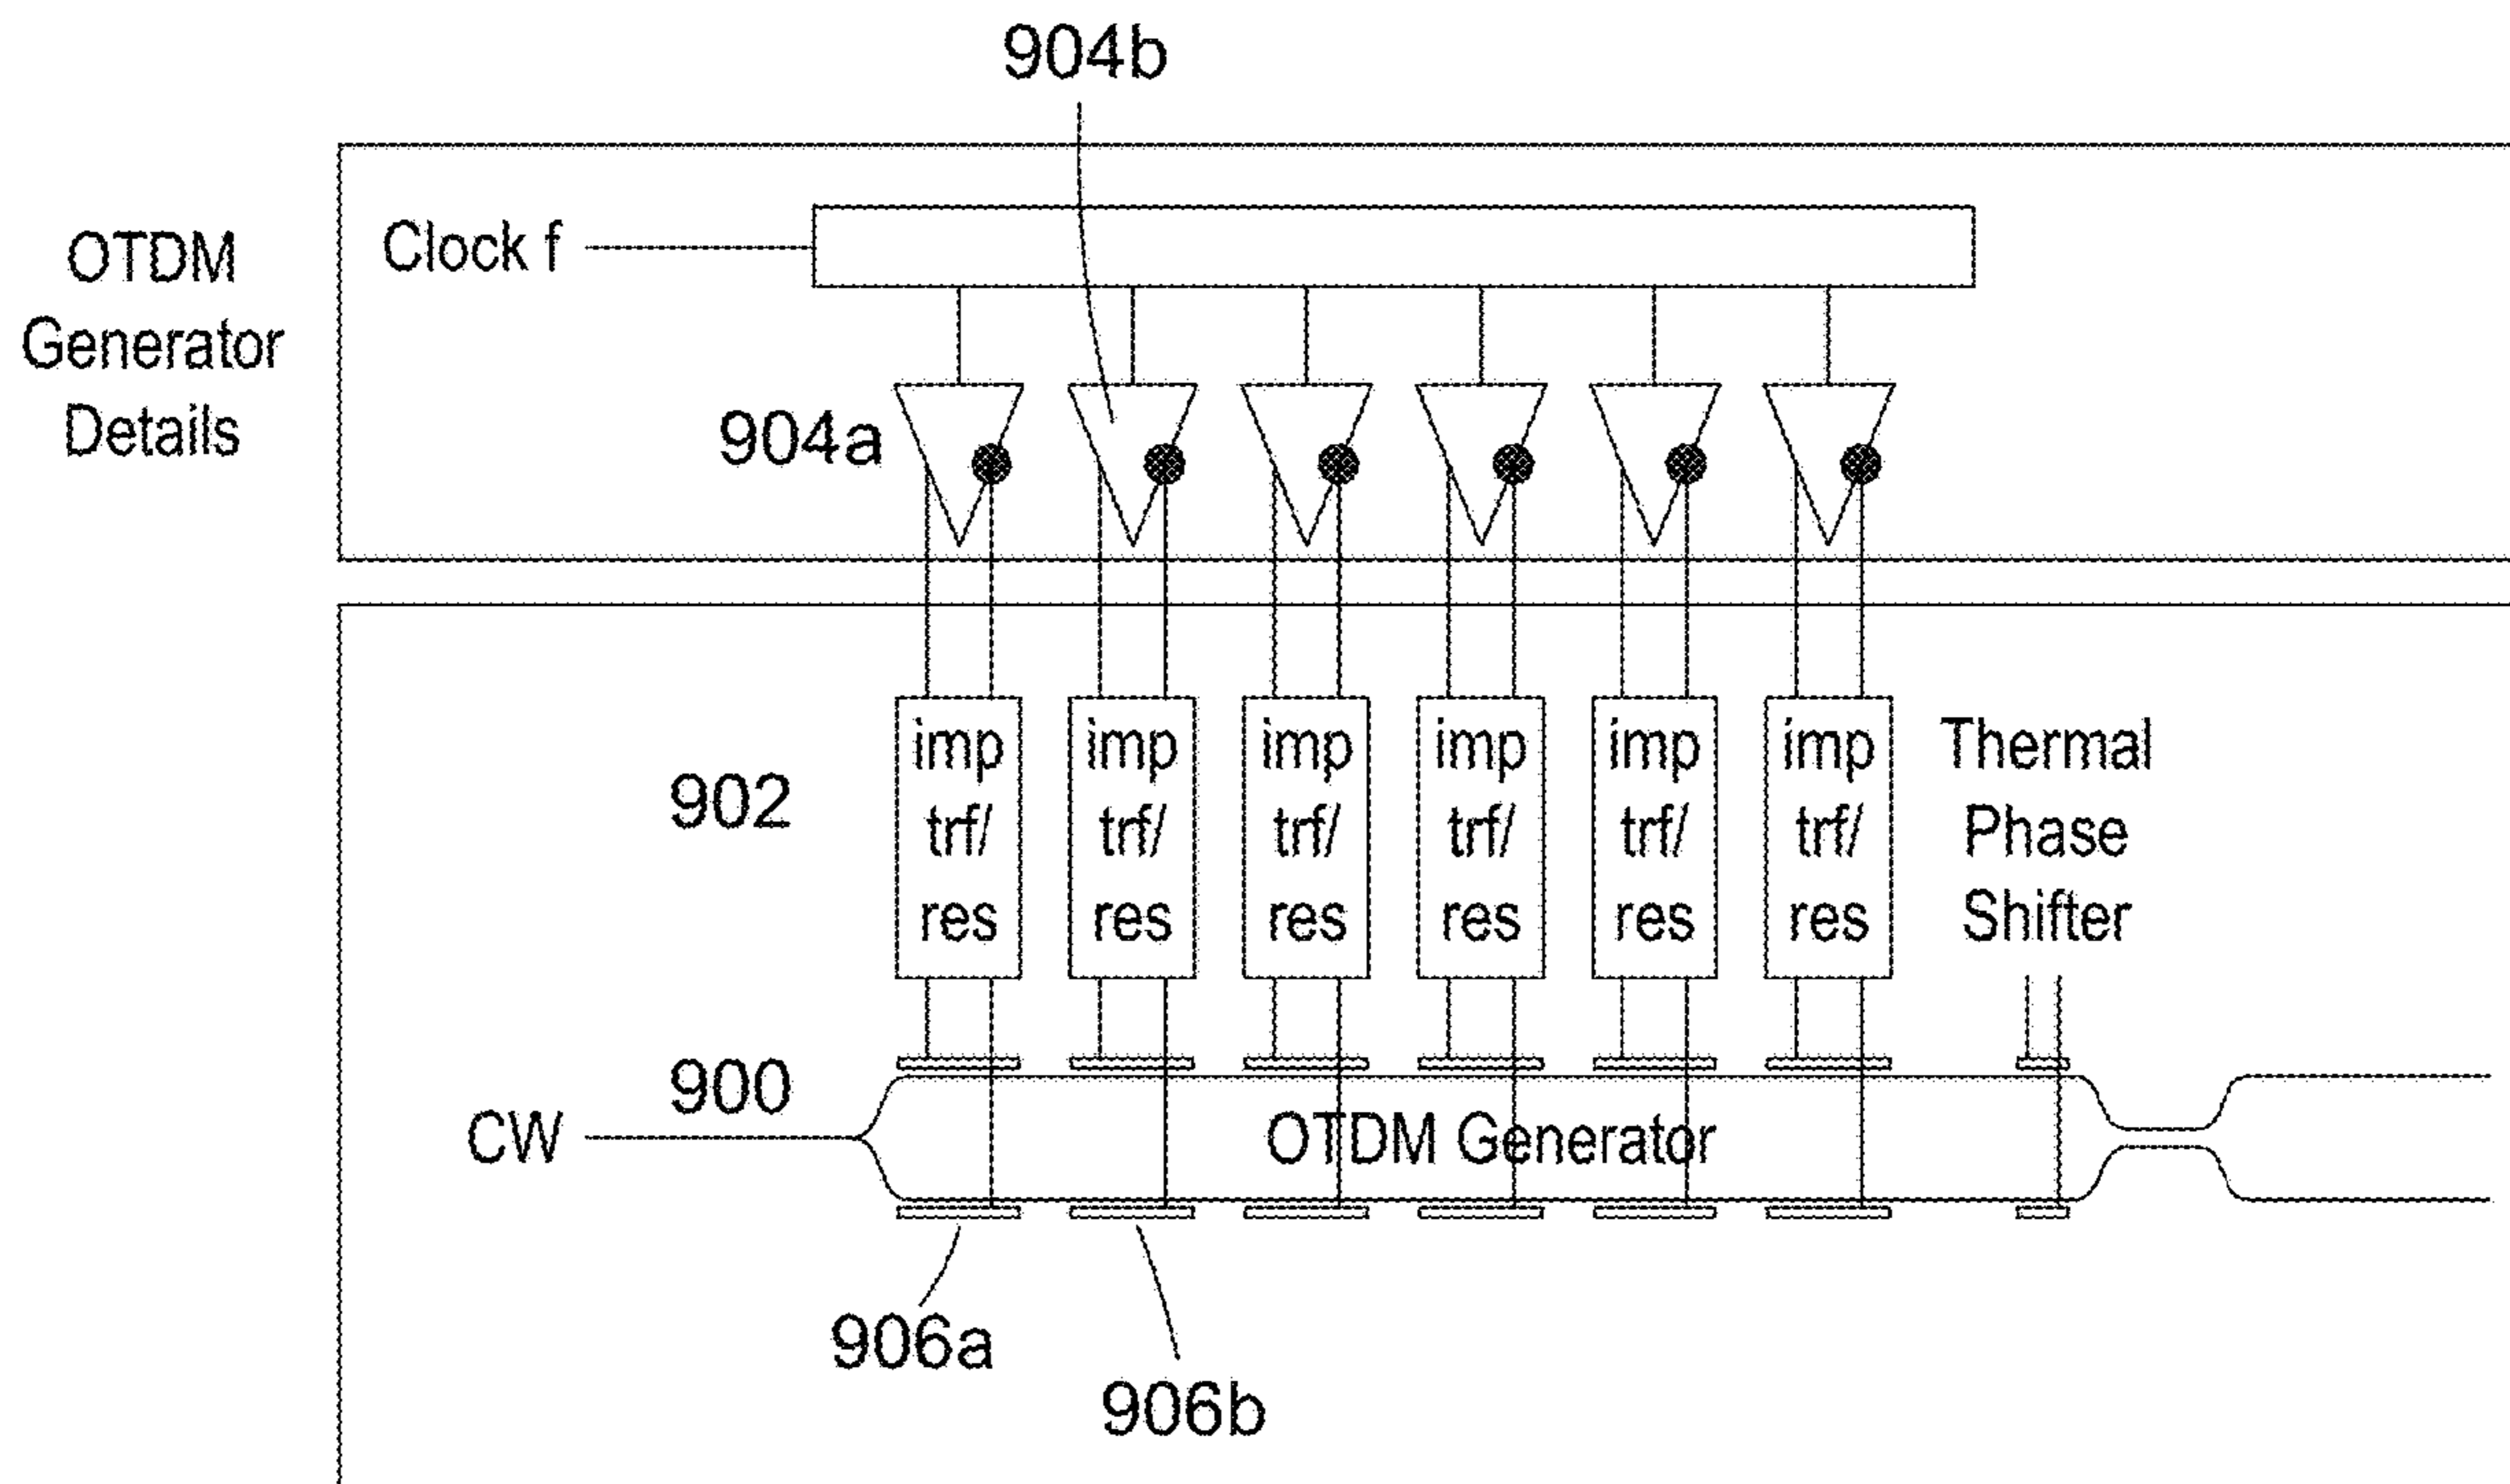 904b
OTDM
Generator
Details
Clock f
904a
902
imp
trf/
res
imp
trf/
res
imp
trf/
res
imp
trf/
res
imp
trf/
res
imp
trf/
res
Thermal
Phase
Shifter
900
CW
OTDM Generator
906a
906b